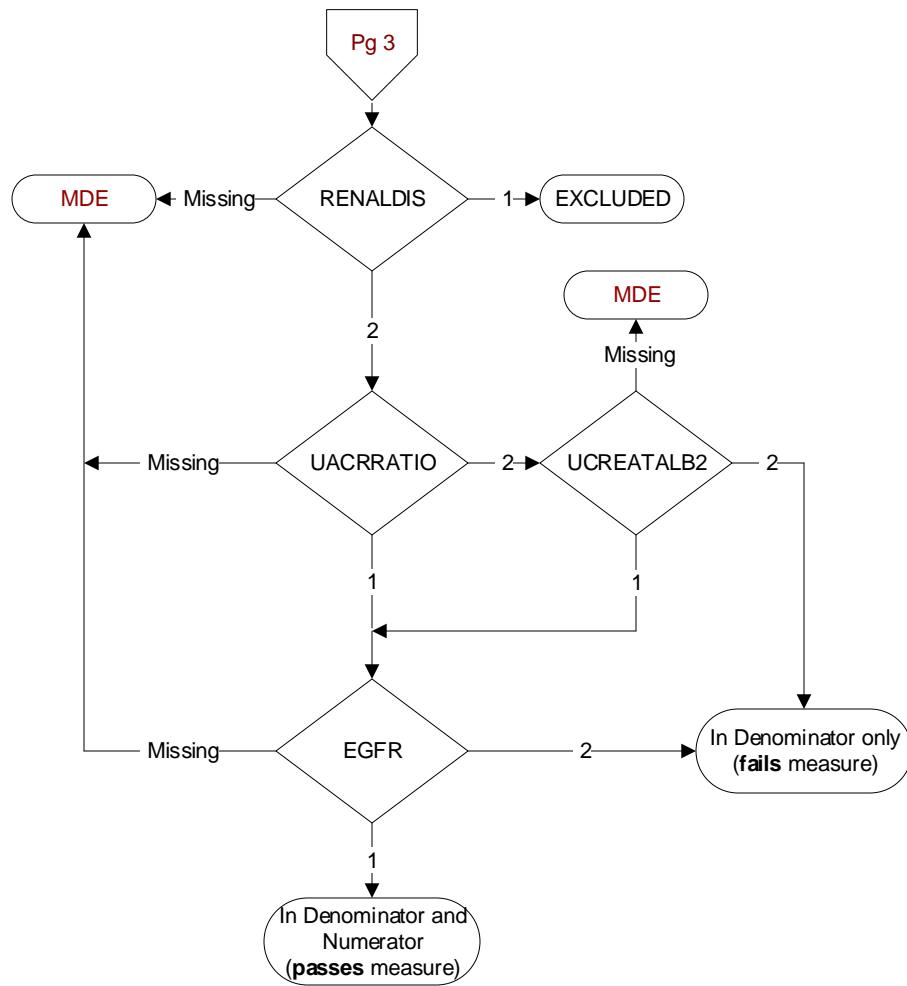 Pg 3
MDE
Missing
RENALDIS
1
EXCLUDED
2
MDE
Missing
Missing
UACRRATIO
2
UCREATALB2
2
1
1
Missing
EGFR
2
In Denominator only
(fails measure)
1
In Denominator and
Numerator
(passes measure)